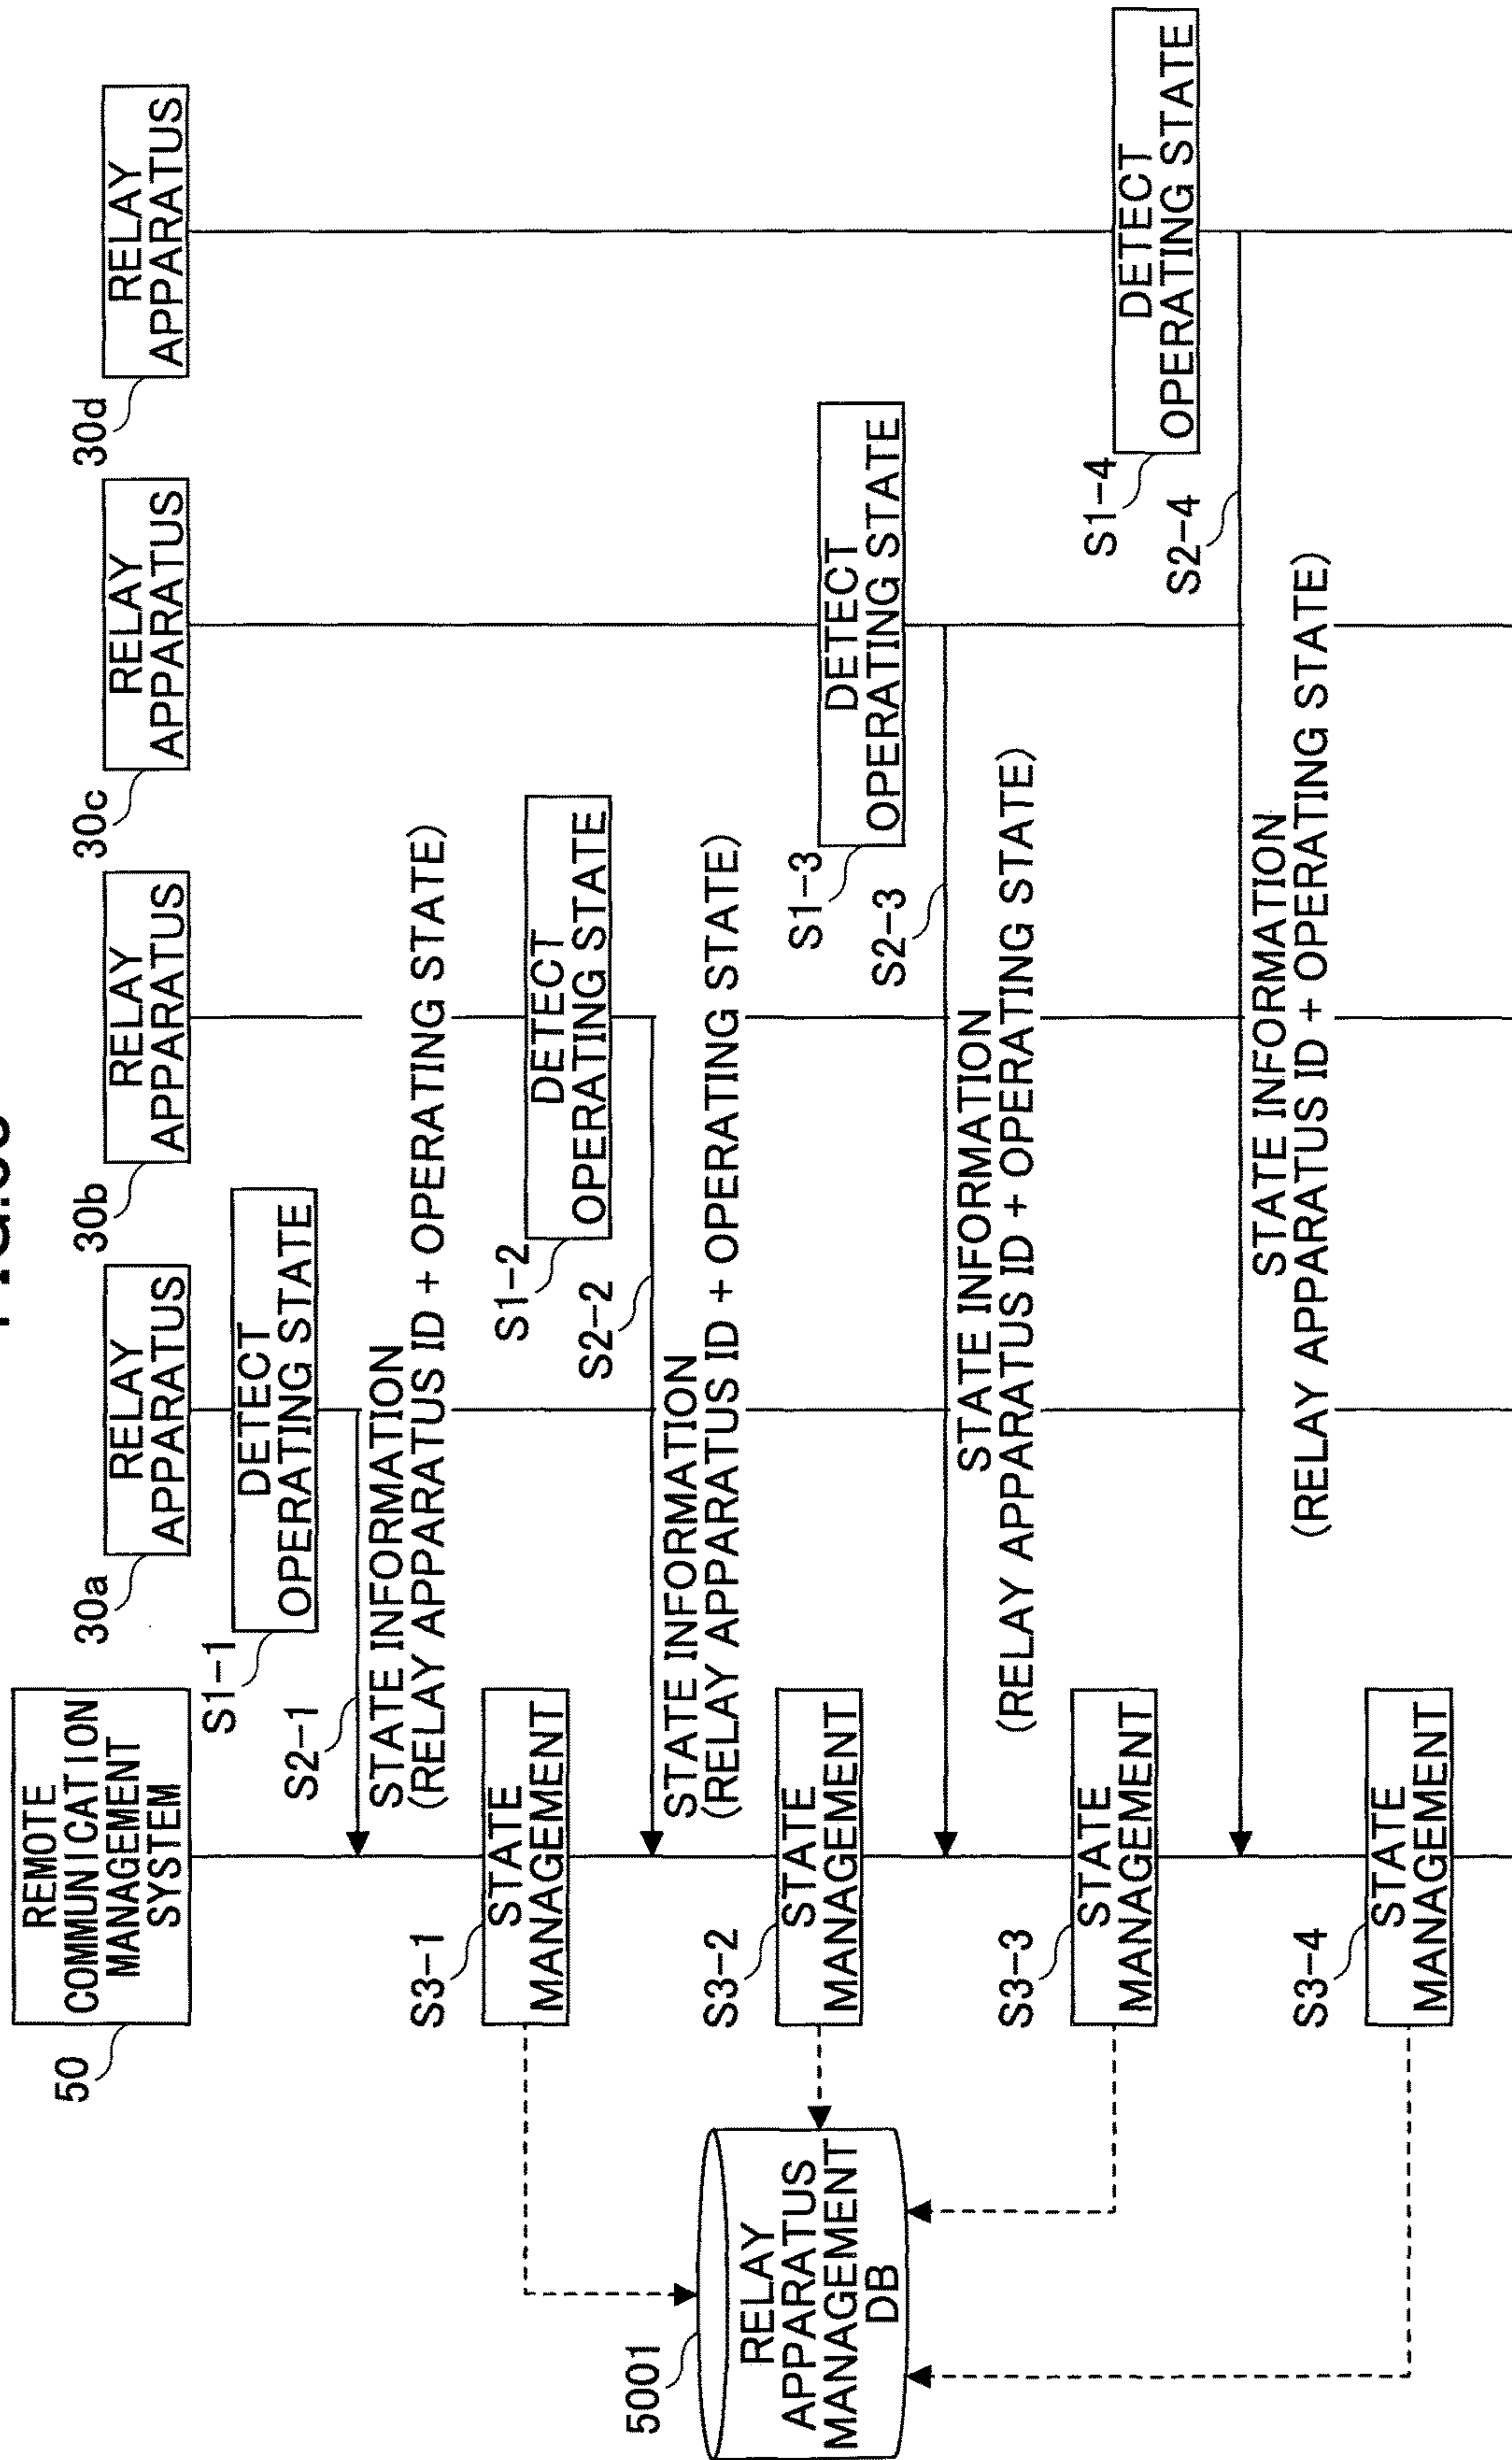 50
REMOTE
COMMUNICATION
MANAGEMENT
SYSTEM
30a
RELAY
APPARATUS
30b
RELAY
APPARATUS
30c
RELAY
APPARATUS
30d
RELAY
APPARATUS
S1-1
DETECT
OPERATING STATE
S2-1
STATE INFORMATION
(RELAY APPARATUS ID + OPERATING STATE)
S3-1
STATE
MANAGEMENT
S1-2
DETECT
OPERATING STATE
S2-2
STATE INFORMATION
(RELAY APPARATUS ID + OPERATING STATE)
5001
RELAY
APPARATUS
MANAGEMENT
DB
S3-2
STATE
MANAGEMENT
S1-3
DETECT
OPERATING STATE
S2-3
STATE INFORMATION
(RELAY APPARATUS ID + OPERATING STATE)
S3-3
STATE
MANAGEMENT
S1-4
DETECT
OPERATING STATE
S2-4
STATE INFORMATION
(RELAY APPARATUS ID + OPERATING STATE)
S3-4
STATE
MANAGEMENT